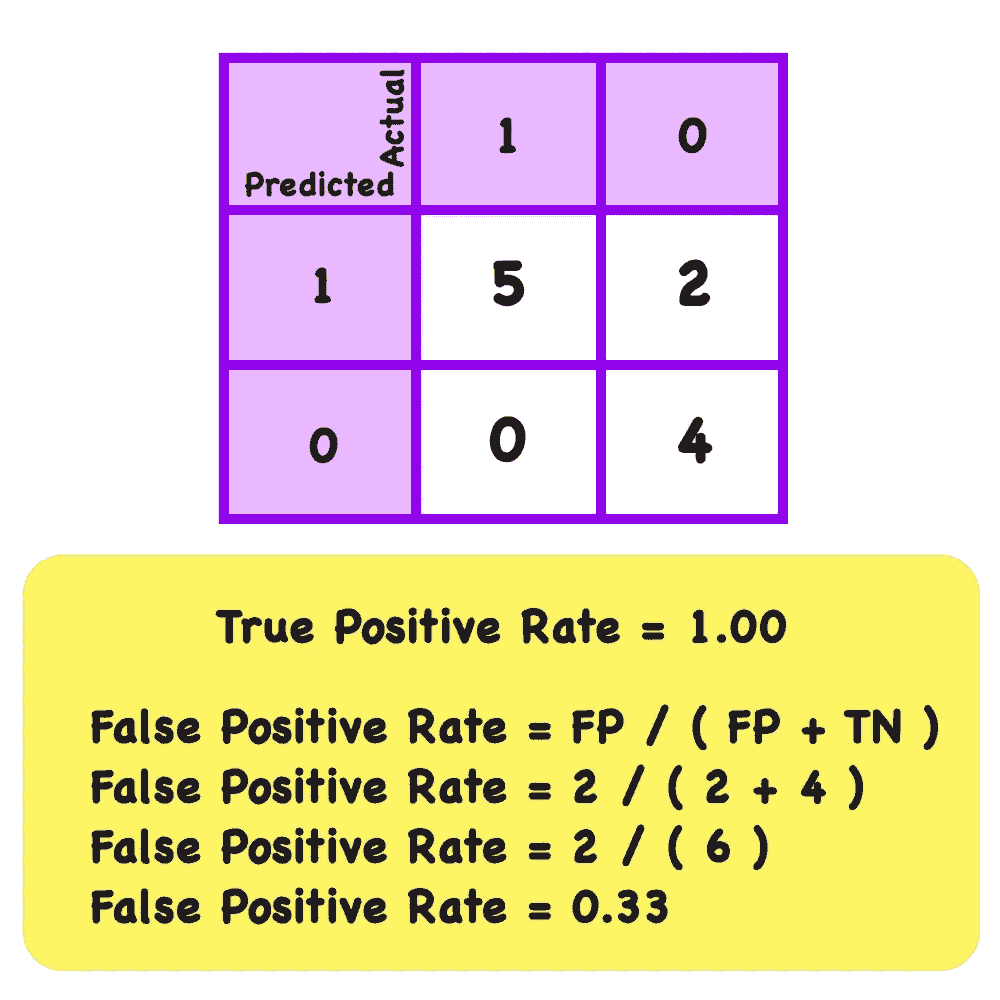 Actual
Predicted
1 0
1 5 2
0 0 4
True Positive Rate = 1.00
False Positive Rate = FP / ( FP + TN )
False Positive Rate = 2 / ( 2 + 4 )
False Positive Rate = 2 / ( 6 )
False Positive Rate = 0.33